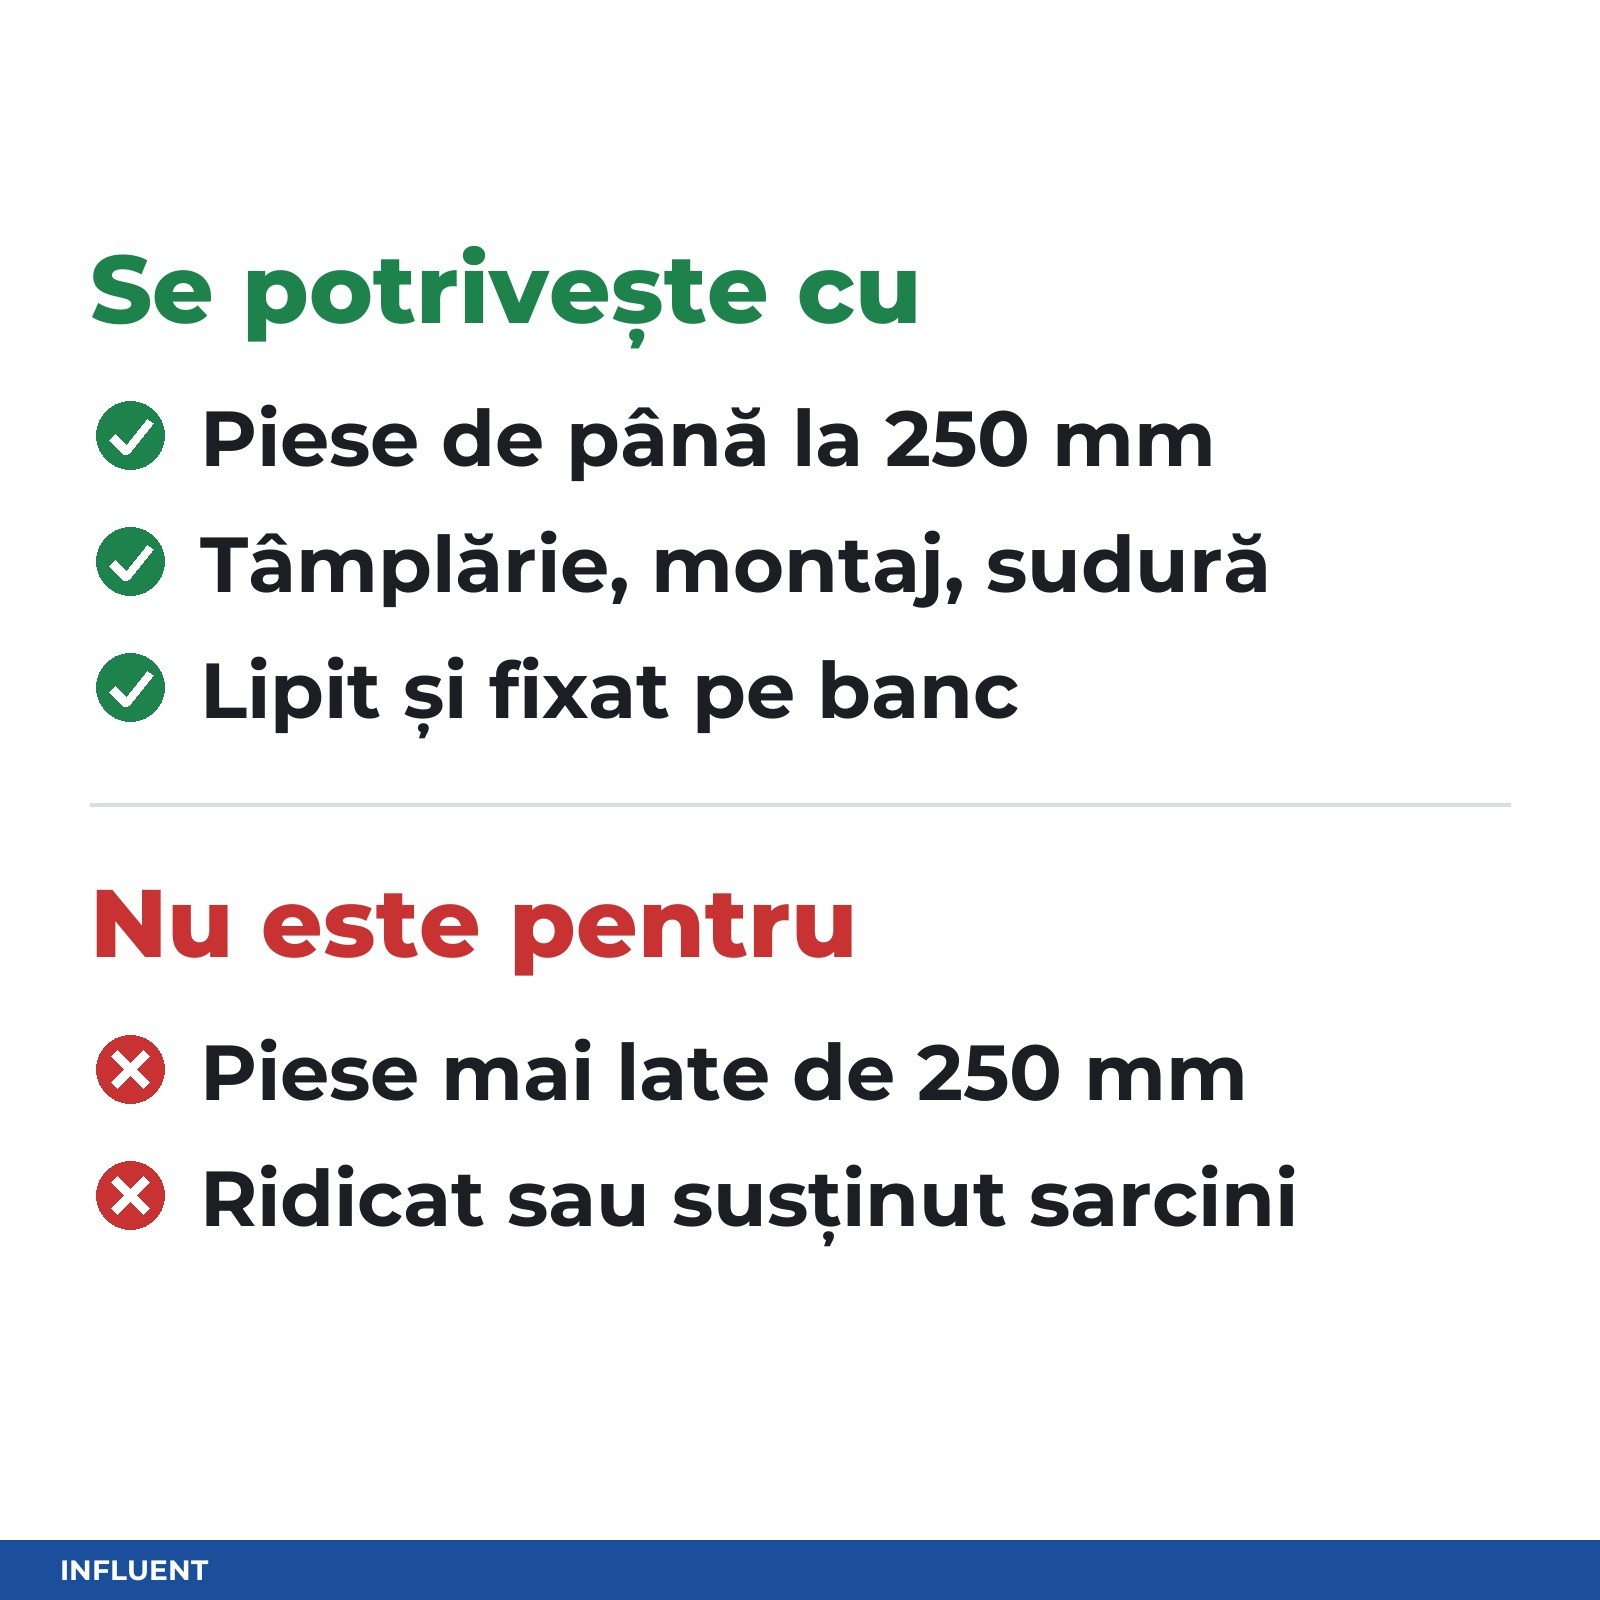 Se potrivește cu
Piese de până la 250 mm
Tâmplărie, montaj, sudură
Lipit și fixat pe banc
Nu este pentru
Piese mai late de 250 mm
Ridicat sau susținut sarcini
INFLUENT